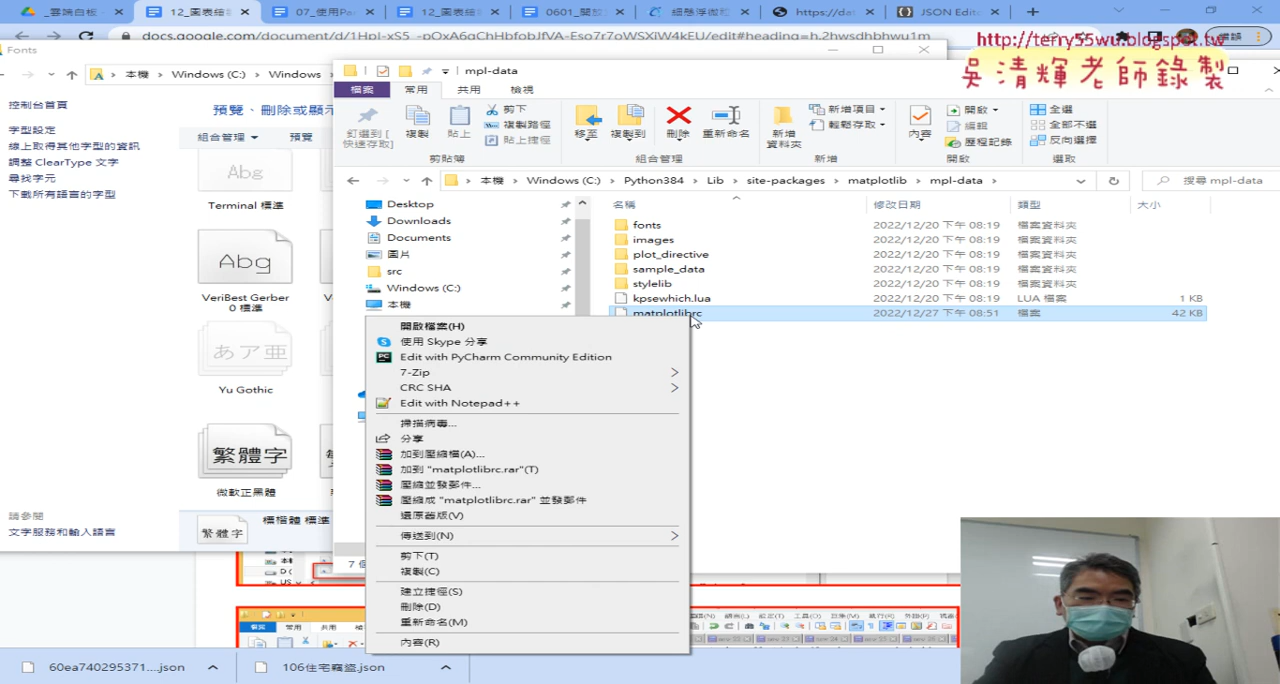 _雲端白板
12_圖表細
07_使用Pa
12_圖表細
0601_開放
細懸浮微粒
https://da
JSON Edit
docs.google.com/document/d/1HpI-xS5_-pOxA6gChbfobJfVA-Eso7r7oWSXiW4kEU/edit#heading=h.2hwsdhbhwu1m
http://terry55wu.blogspot.tw
吳清輝老師錄製
Fonts
本機 > Windows (C:) > Windows
控制台首頁
字型設定
線上取得其他字型的資訊
調整 ClearType 文字
尋找字元
下載所有語言的字型
預覽、刪除或顯示
組合管理
預覽
Abg
Terminal 標準
Abg
VeriBest Gerber
0 標準
あア亜
Yu Gothic
繁體字
微軟正黑體
請參閱
文字服務和輸入語言
繁體字
標楷體 標準
mpl-data
檔案
常用
共用
檢視
釘選到 [
快速存取]
複製
貼上
剪下
複製路徑
貼上捷徑
剪貼簿
移至
複製到
刪除
重新命名
組合管理
新增
資料夾
新增項目
輕鬆存取
新增
內容
開啟
編輯
歷程記錄
開啟
全選
全部不選
反向選擇
選取
本機 > Windows (C:) > Python384 > Lib > site-packages > matplotlib > mpl-data >
搜尋 mpl-data
Desktop
Downloads
Documents
圖片
src
Windows (C:)
本機
名稱
修改日期
類型
大小
fonts 2022/12/20 下午 08:19 檔案資料夾
images 2022/12/20 下午 08:19 檔案資料夾
plot_directive 2022/12/20 下午 08:19 檔案資料夾
sample_data 2022/12/20 下午 08:19 檔案資料夾
stylelib 2022/12/20 下午 08:19 檔案資料夾
kpsewhich.lua 2022/12/20 下午 08:19 LUA 檔案 1 KB
matplotlibrc 2022/12/27 下午 08:51 檔案 42 KB
開啟檔案(H)
使用 Skype 分享
Edit with PyCharm Community Edition
7-Zip
CRC SHA
Edit with Notepad++
掃描病毒...
分享
加到壓縮檔(A)...
加到 "matplotlibrc.rar"(T)
壓縮並發郵件...
壓縮成 "matplotlibrc.rar" 並發郵件
還原舊版(V)
傳送到(N)
剪下(T)
複製(C)
建立捷徑(S)
刪除(D)
重新命名(M)
內容(R)
60ea740295371....json
106住宅竊盜.json